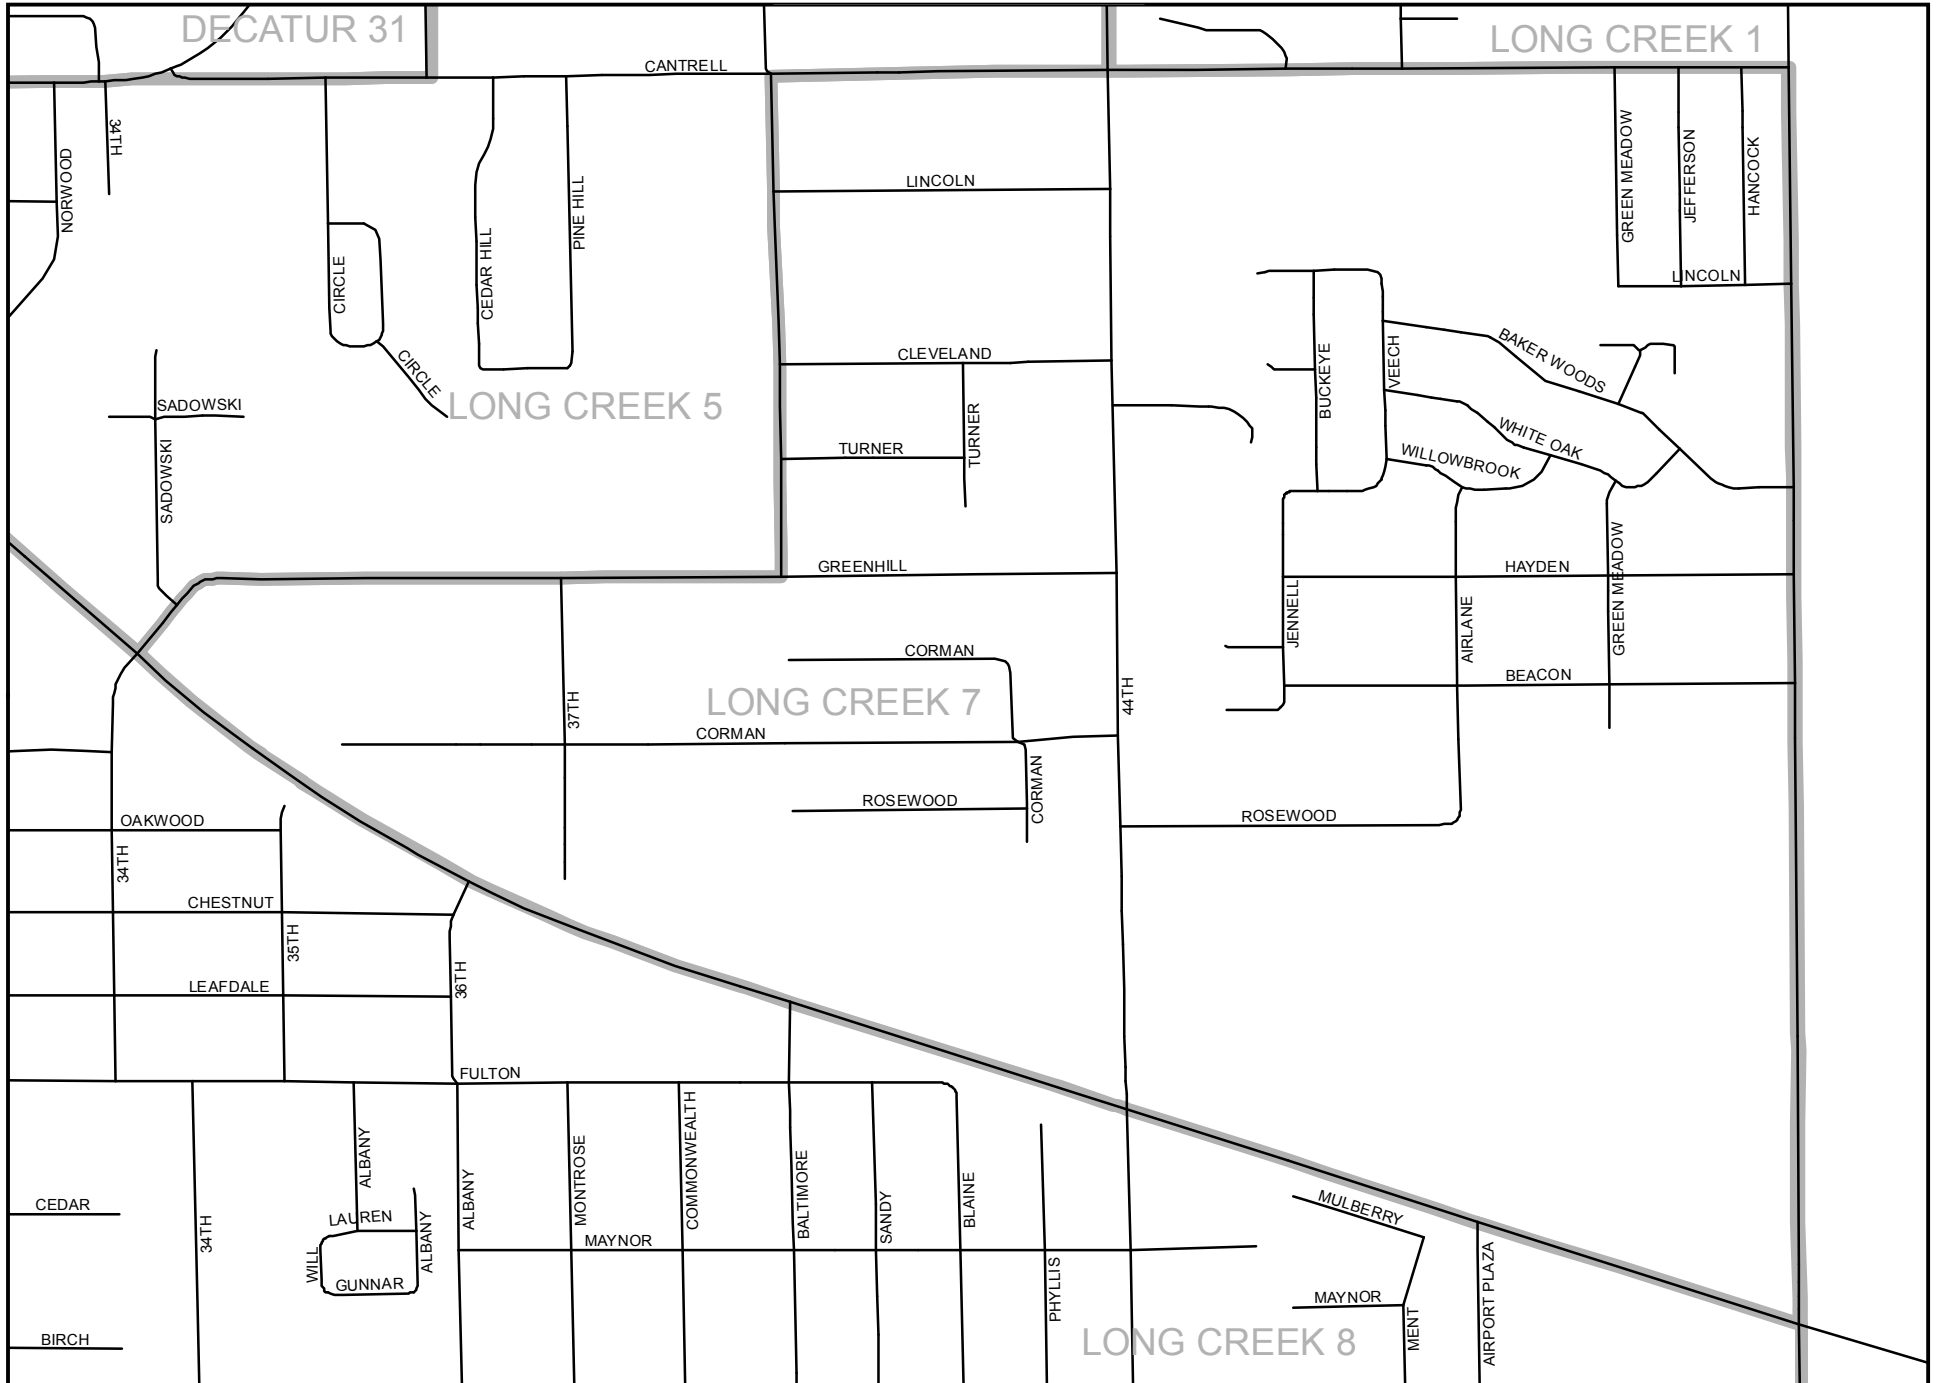 DECATUR 31
LONG CREEK 1
CANTRELL
34TH
NORWOOD
GREEN MEADOW
JEFFERSON
HANCOCK
LINCOLN
PINE HILL
CEDAR HILL
CIRCLE
LINCOLN
CIRCLE
CLEVELAND
BUCKEYE
VEECH
BAKER WOODS
SADOWSKI
LONG CREEK 5
TURNER
TURNER
WHITE OAK
WILLOWBROOK
SADOWSKI
GREENHILL
HAYDEN
GREEN MEADOW
JENNELL
AIRLANE
CORMAN
LONG CREEK 7
37TH
44TH
BEACON
CORMAN
CORMAN
ROSEWOOD
ROSEWOOD
OAKWOOD
34TH
CHESTNUT
35TH
36TH
LEAFDALE
FULTON
ALBANY
ALBANY
MONTROSE
COMMONWEALTH
BALTIMORE
SANDY
BLAINE
CEDAR
34TH
LAUREN
ALBANY
WILL
GUNNAR
MAYNOR
PHYLLIS
MULBERRY
MAYNOR
MENT
AIRPORT PLAZA
BIRCH
LONG CREEK 8